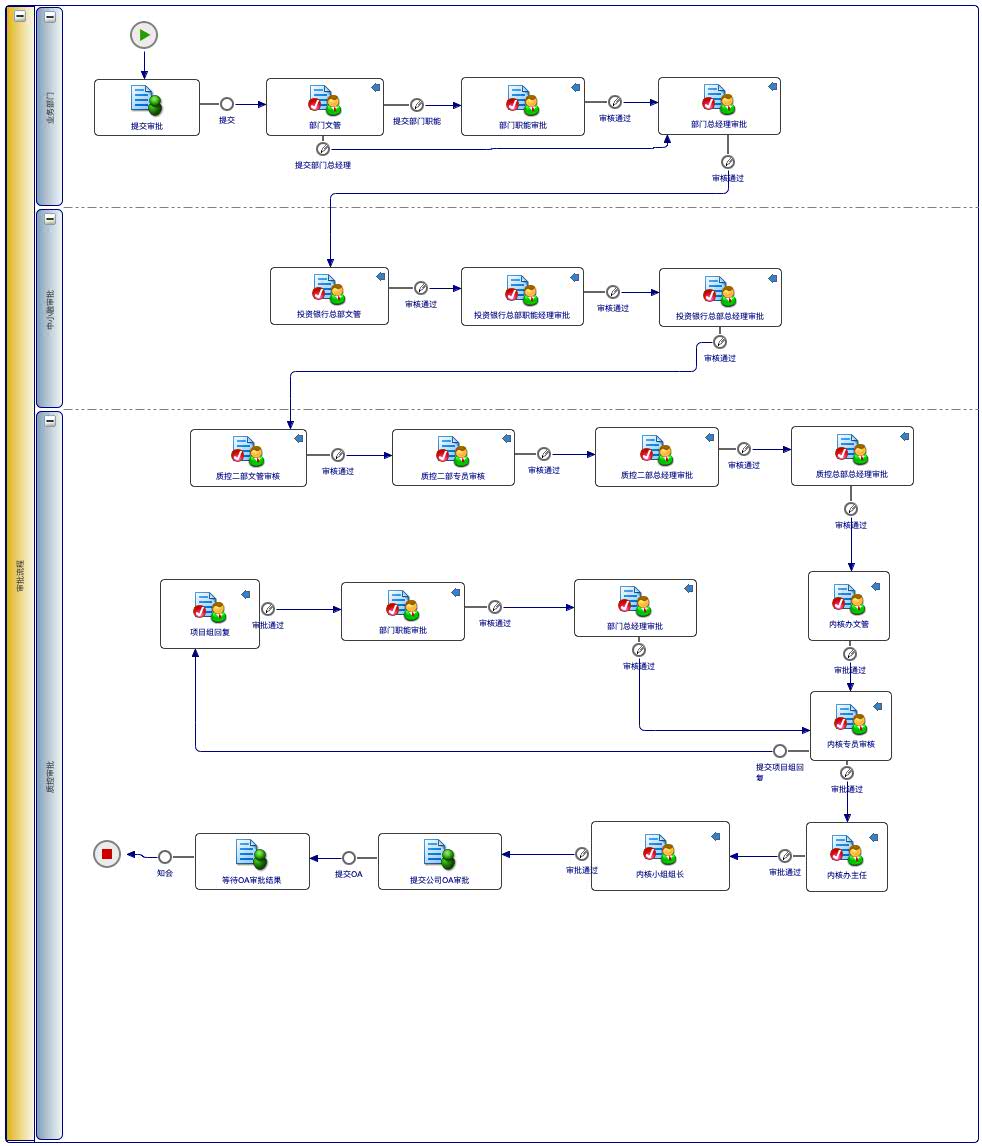 审批流程
业务部门
提交审批
提交
部门文管
提交部门职能
部门职能审批
审核通过
部门总经理审批
提交部门总经理
审核通过
中小融审批
投资银行总部文管
审核通过
投资银行总部职能经理审批
审核通过
投资银行总部总经理审批
审核通过
质控审批
质控二部文管审核
审核通过
质控二部专员审核
审核通过
质控二部总经理审批
审核通过
质控总部总经理审批
审核通过
项目组回复
审批通过
部门职能审批
审核通过
部门总经理审批
审核通过
内核办文管
审批通过
内核专员审核
提交项目组回
复
审批通过
知会
等待OA审批结果
提交OA
提交公司OA审批
审批通过
内核小组组长
审批通过
内核办主任